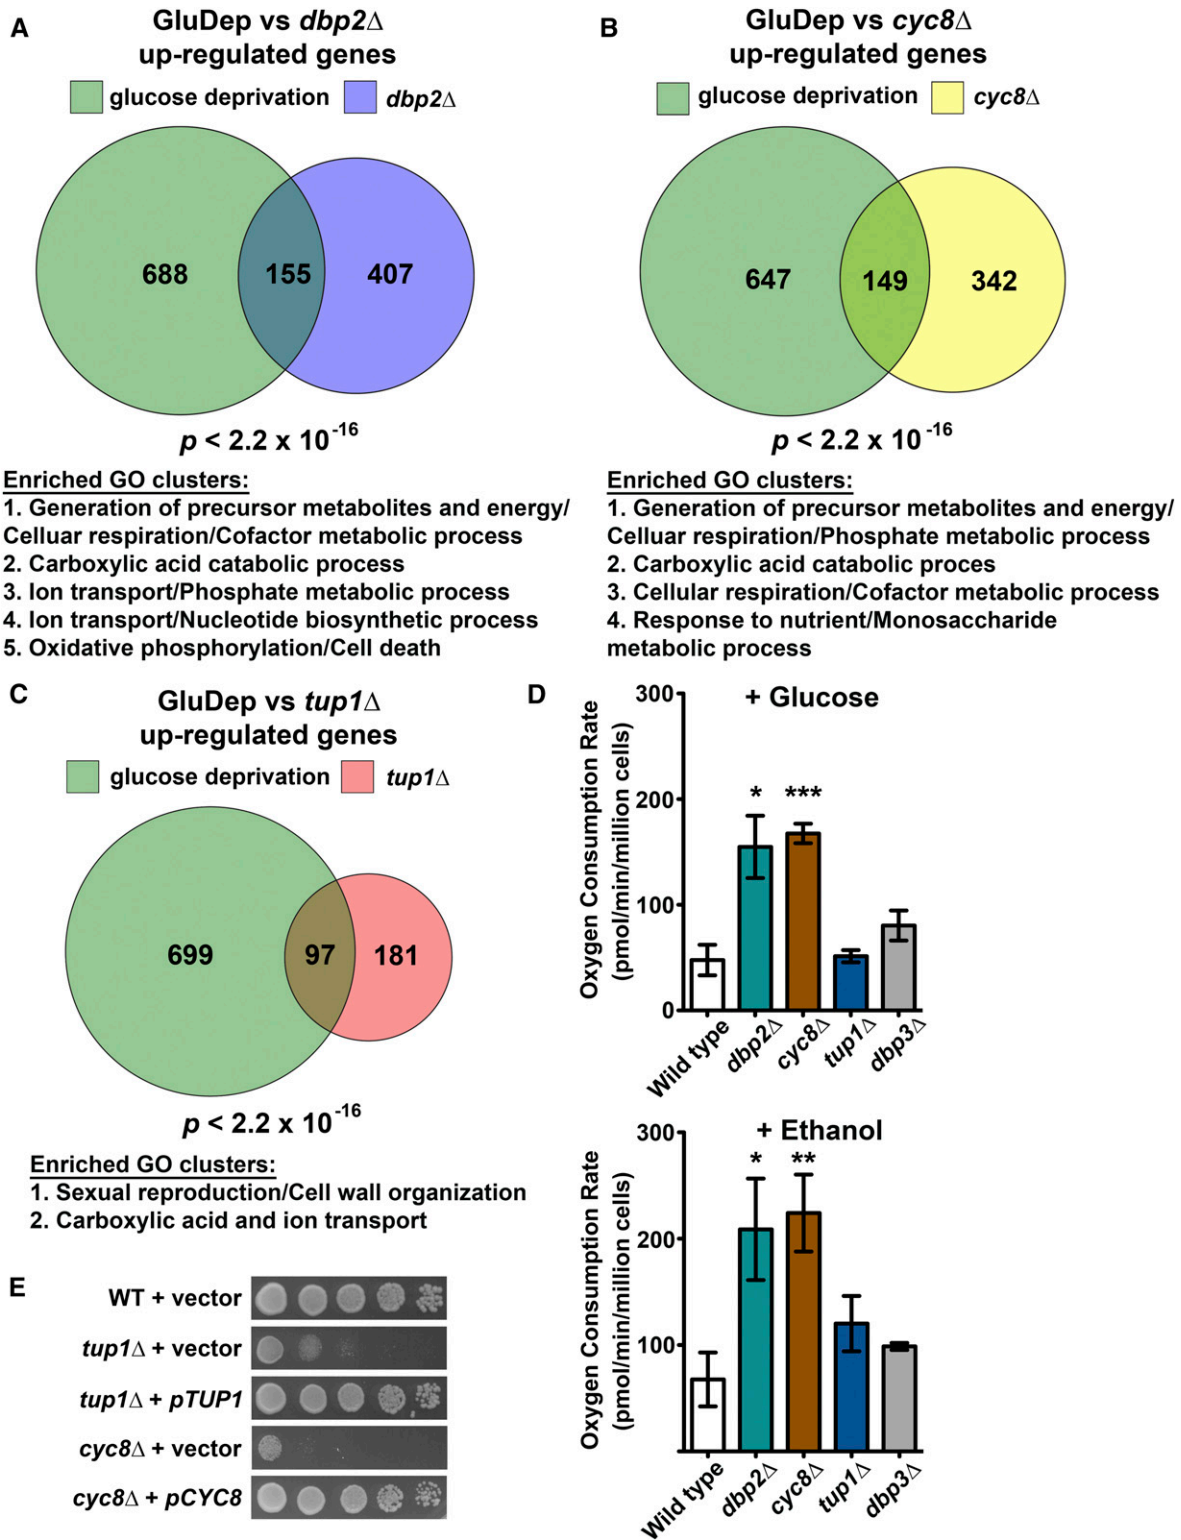 A
GluDep vs dbp2Δ
up-regulated genes
glucose deprivation
dbp2Δ
688
155
407
p < 2.2 x 10-16
Enriched GO clusters:
1. Generation of precursor metabolites and energy/
Celluar respiration/Cofactor metabolic process
2. Carboxylic acid catabolic process
3. Ion transport/Phosphate metabolic process
4. Ion transport/Nucleotide biosynthetic process
5. Oxidative phosphorylation/Cell death
B
GluDep vs cyc8Δ
up-regulated genes
glucose deprivation
cyc8Δ
647
149
342
p < 2.2 x 10-16
Enriched GO clusters:
1. Generation of precursor metabolites and energy/
Celluar respiration/Phosphate metabolic process
2. Carboxylic acid catabolic proces
3. Cellular respiration/Cofactor metabolic process
4. Response to nutrient/Monosaccharide
metabolic process
C
GluDep vs tup1Δ
up-regulated genes
glucose deprivation
tup1Δ
699
97
181
p < 2.2 x 10-16
Enriched GO clusters:
1. Sexual reproduction/Cell wall organization
2. Carboxylic acid and ion transport
D
+ Glucose
Oxygen Consumption Rate
(pmol/min/million cells)
300
200
100
0
*
***
Wild type
dbp2Δ
cyc8Δ
tup1Δ
dbp3Δ
+ Ethanol
Oxygen Consumption Rate
(pmol/min/million cells)
300
200
100
*
**
Wild type
dbp2Δ
cyc8Δ
tup1Δ
dbp3Δ
E
WT + vector
tup1Δ + vector
tup1Δ + pTUP1
cyc8Δ + vector
cyc8Δ + pCYC8